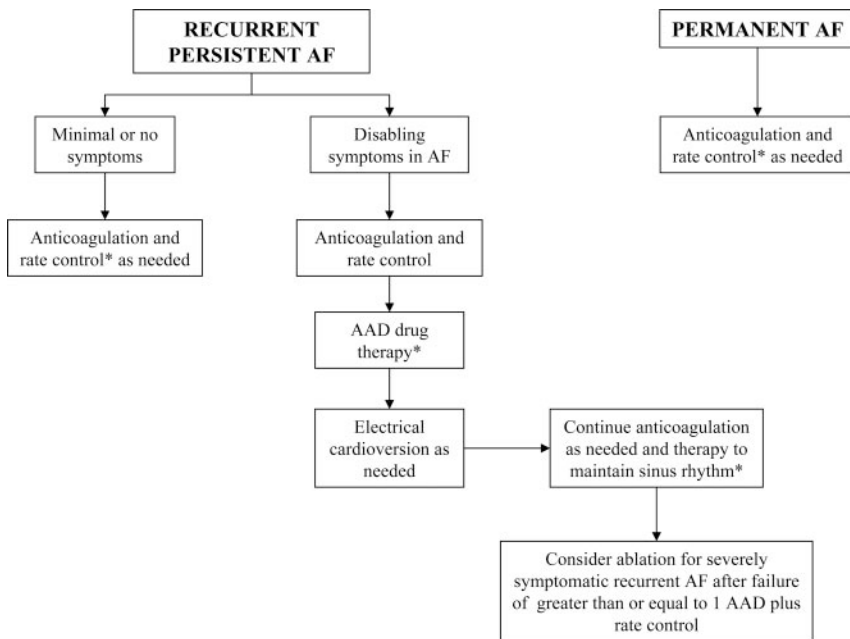 RECURRENT
PERSISTENT AF
PERMANENT AF
Minimal or no
symptoms
Disabling
symptoms in AF
Anticoagulation and
rate control* as needed
Anticoagulation and
rate control* as needed
Anticoagulation and
rate control
AAD drug
therapy*
Electrical
cardioversion as
needed
Continue anticoagulation
as needed and therapy to
maintain sinus rhythm*
Consider ablation for severely
symptomatic recurrent AF after failure
of greater than or equal to 1 AAD plus
rate control